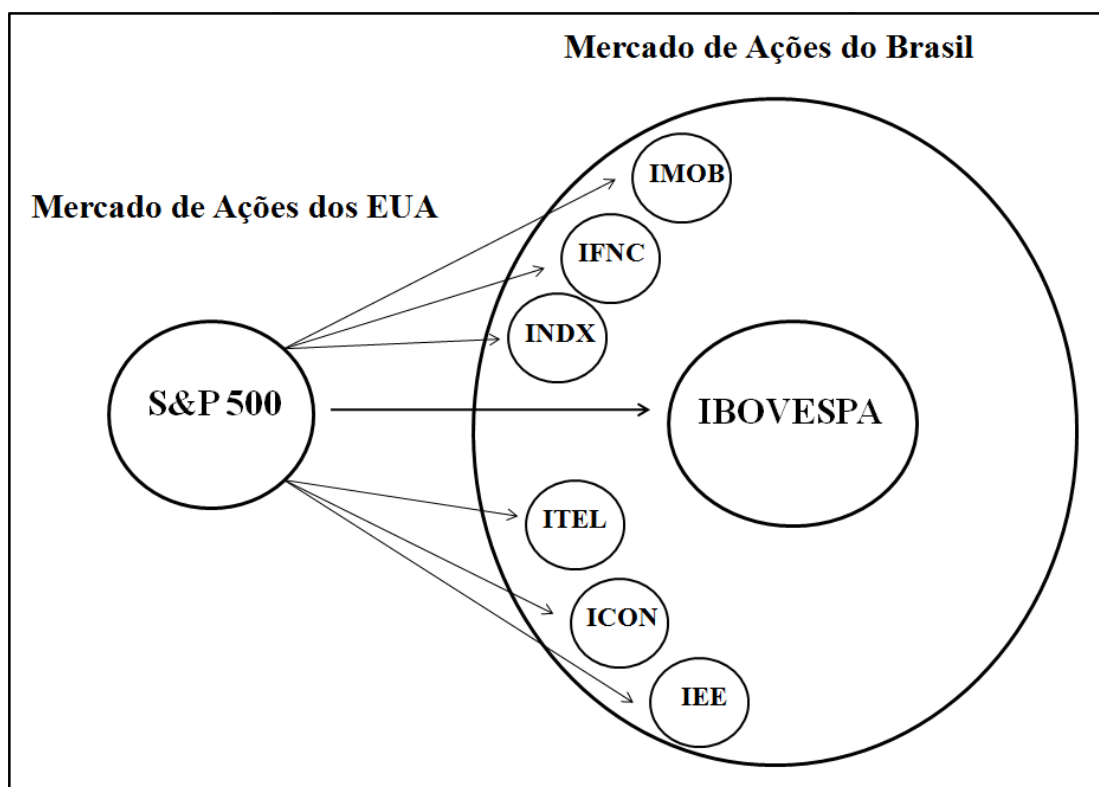 Mercado de Ações do Brasil
Mercado de Ações dos EUA
IMOB
IFNC
INDX
S&P 500
IBOVESPA
ITEL
ICON
IEE